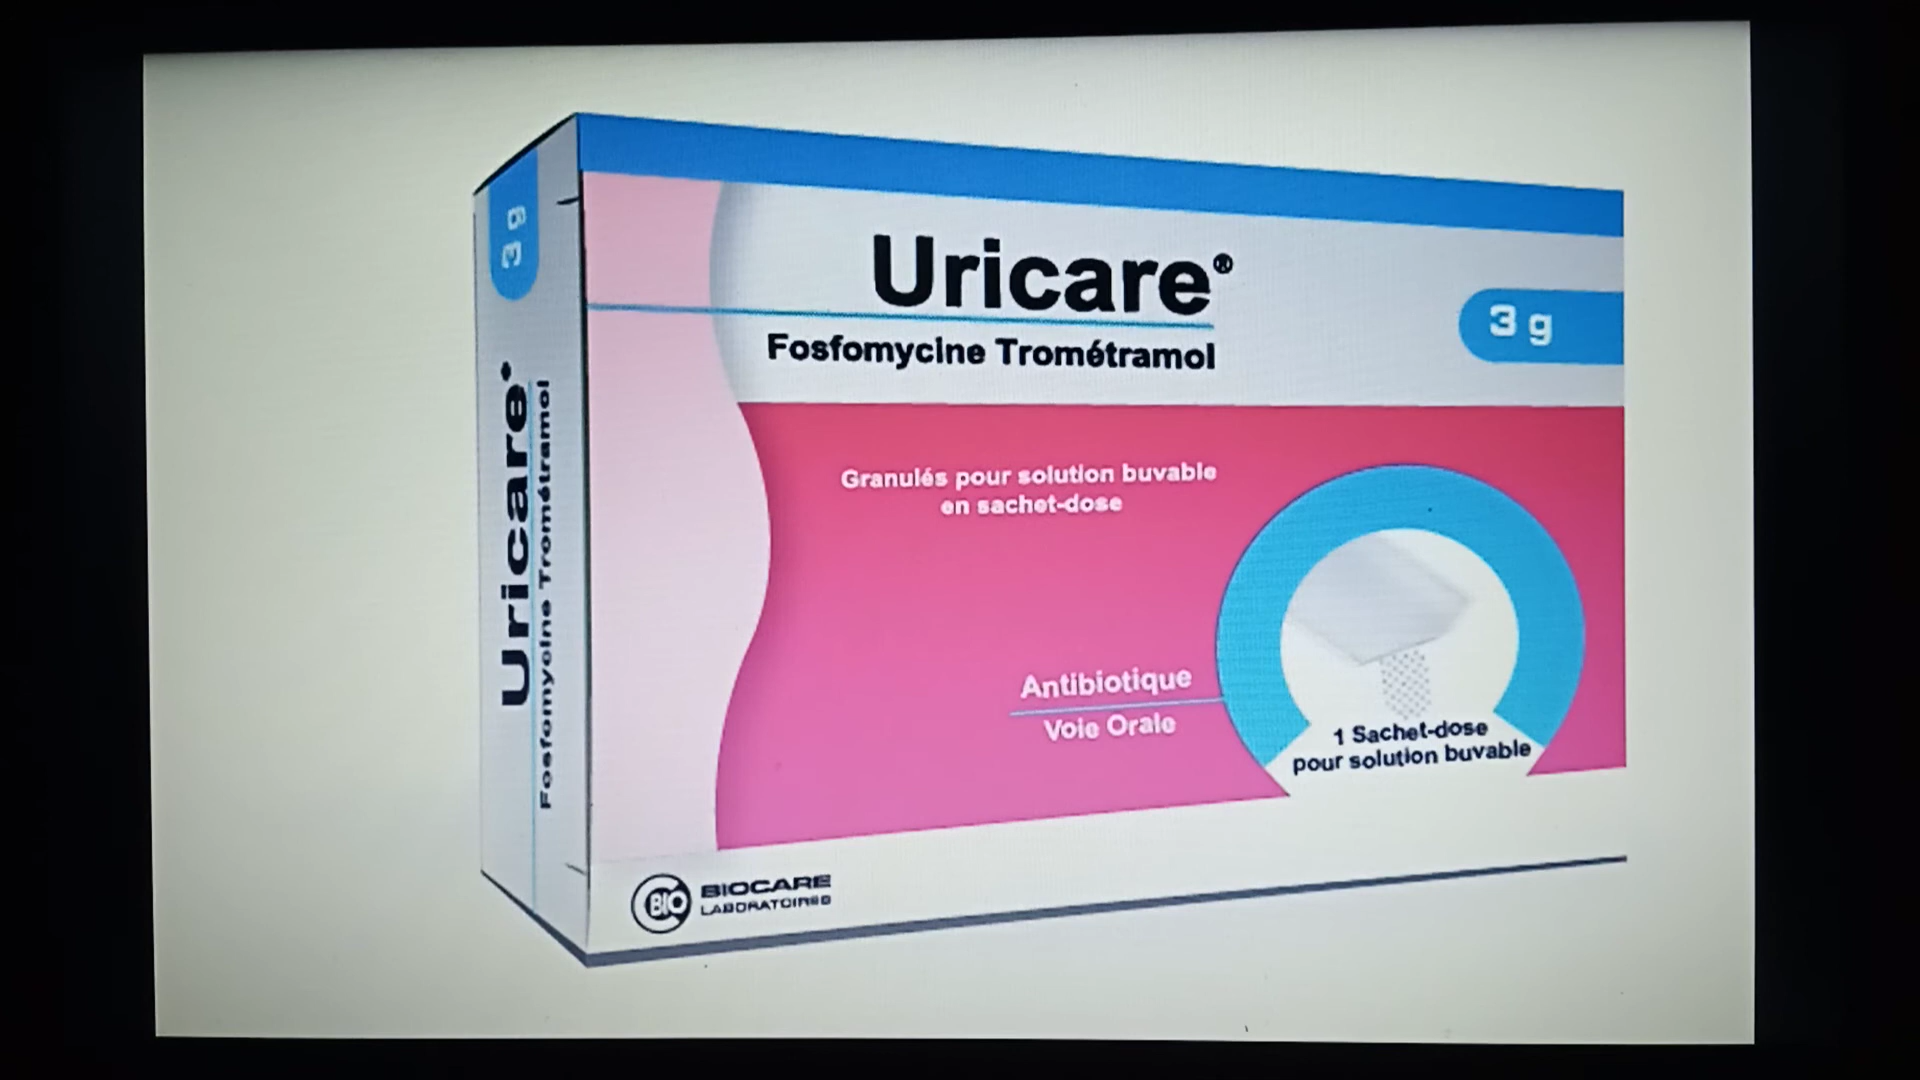 3 g
Uricare®
Fosfomycine Trométramol
Uricare®
Fosfomycine Trométramol
3 g
Granulés pour solution buvable
en sachet-dose
Antibiotique
Voie Orale
1 Sachet-dose
pour solution buvable
BIO
BIOCARE
LABORATOIRES